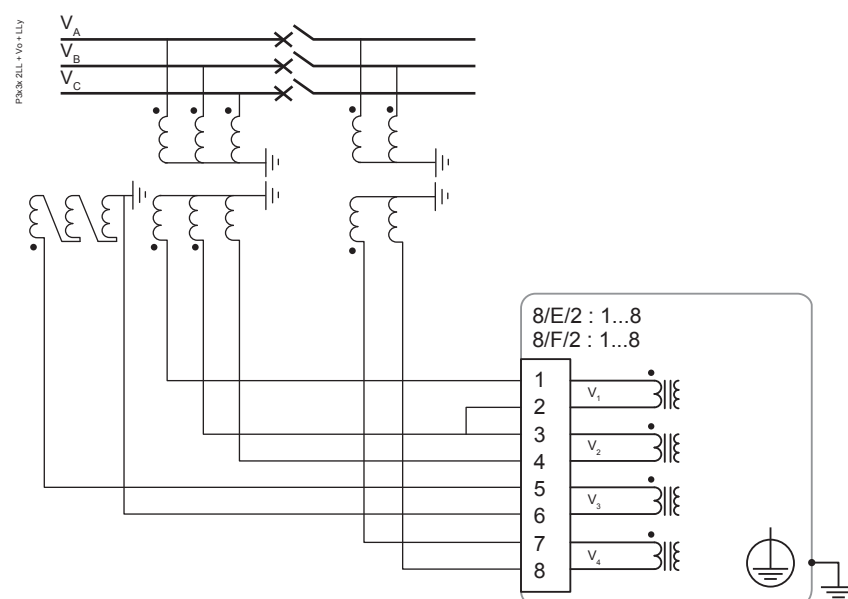 P3x3x 2LL + Vo + LLy
VA
VB
VC
8/E/2 : 1...8
8/F/2 : 1...8
1
V1
2
3
V2
4
5
V3
6
7
V4
8